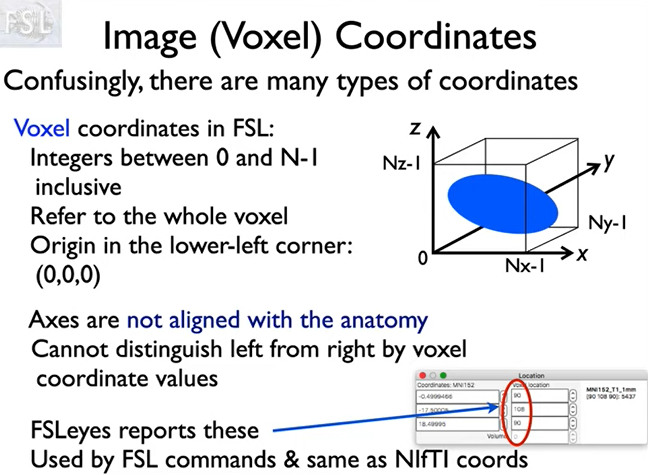 FSL
Image (Voxel) Coordinates
Confusingly, there are many types of coordinates
Voxel coordinates in FSL:
Integers between 0 and N-1
inclusive
Refer to the whole voxel
Origin in the lower-left corner:
(0,0,0)
z
Nz-1
y
Ny-1
0
x
Nx-1
Axes are not aligned with the anatomy
Cannot distinguish left from right by voxel
coordinate values
Location
Coordinates: MNI152
Voxel location
-0.4999466
90
108
18.49995
90
Volume
MNI152_T1_1mm
[90 108 90]: 5437
FSLeyes reports these
Used by FSL commands & same as NIfTI coords